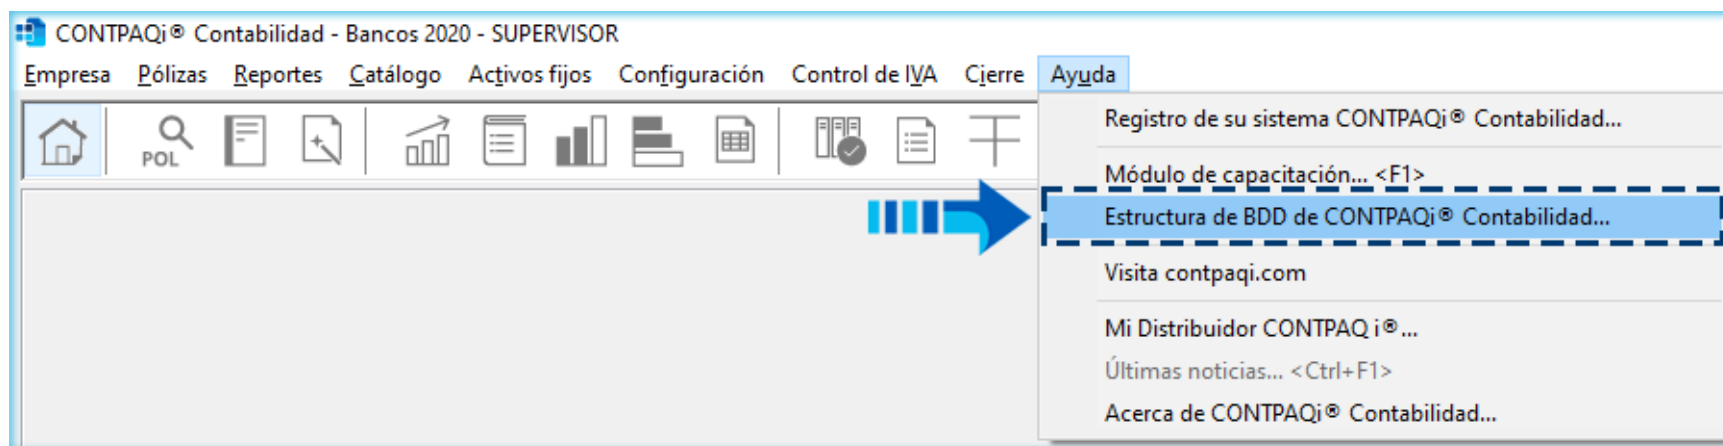 CONTPAQi® Contabilidad - Bancos 2020 - SUPERVISOR
Empresa Pólizas Reportes Catálogo Activos fijos Configuración Control de IVA Cierre Ayuda
POL
Registro de su sistema CONTPAQi® Contabilidad...
Módulo de capacitación... <F1>
Estructura de BDD de CONTPAQi® Contabilidad...
Visita contpaqi.com
Mi Distribuidor CONTPAQ i®...
Últimas noticias... <Ctrl+F1>
Acerca de CONTPAQi® Contabilidad...